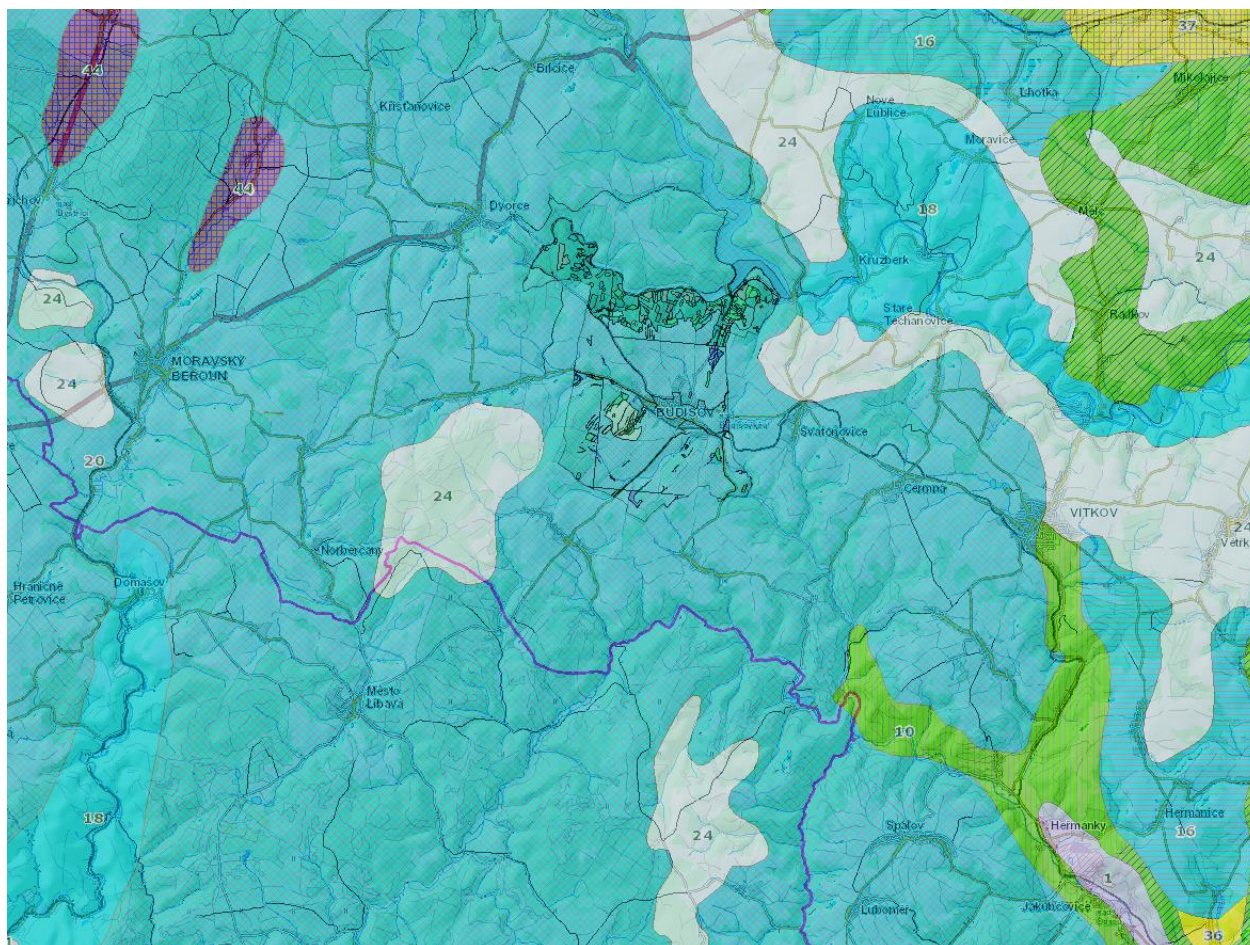 37
16
Bílčice
44
Mikolajice
Lhotka
Křišťanovice
Nové
Lublice
Moravice
24
44
Dvorce
18
Melč
Kružberk
24
24
Staré
Těchanovice
Radkov
MORAVSKÝ
BEROUN
24
BUDIŠOV
Svatoňovice
20
24
Čermná
VÍTKOV
24
Norberčany
Hraničné
Petrovice
Domašov
Město
Libavá
10
18
24
Spálov
Heřmánky
Heřmanice
16
1
Luboměř
Jakubčovice
36